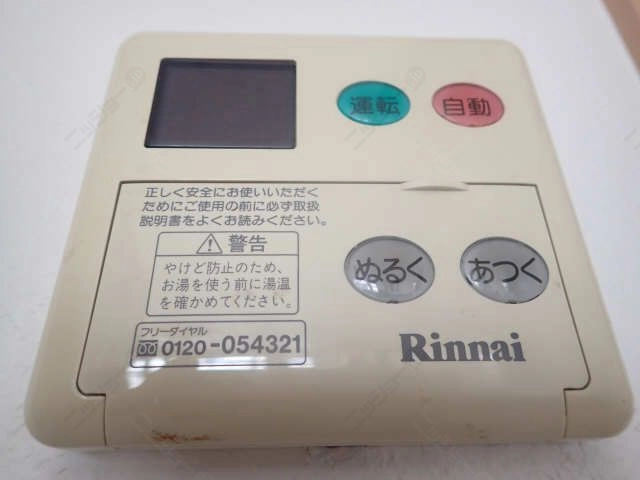 運転 自動
正しく安全にお使いいただく
ためにご使用の前に必ず取扱
説明書をよくお読みください。
警告
やけど防止のため、
お湯を使う前に湯温
を確かめてください。
ぬるく あつく
フリーダイヤル
0120-054321
Rinnai